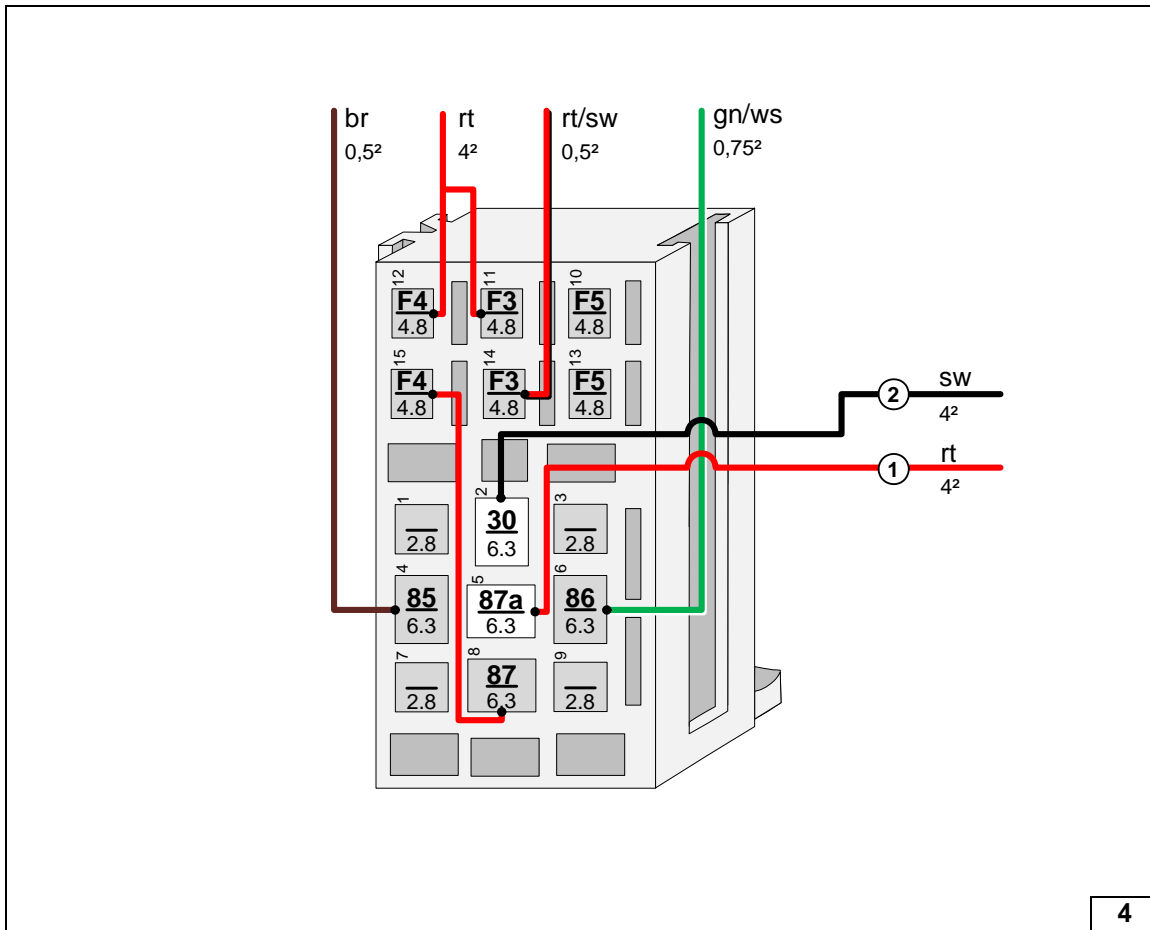 br rt rt/sw gn/ws
0,5² 4² 0,5² 0,75²
12 11 10
F4 F3 F5
4.8 4.8 4.8
15 14 13
F4 F3 F5
4.8 4.8 4.8
2 sw
4²
1 rt
4²
1 2 3
30
2.8 6.3 2.8
4 5 6
85 87a 86
6.3 6.3 6.3
7 8 9
87
2.8 6.3 2.8
4